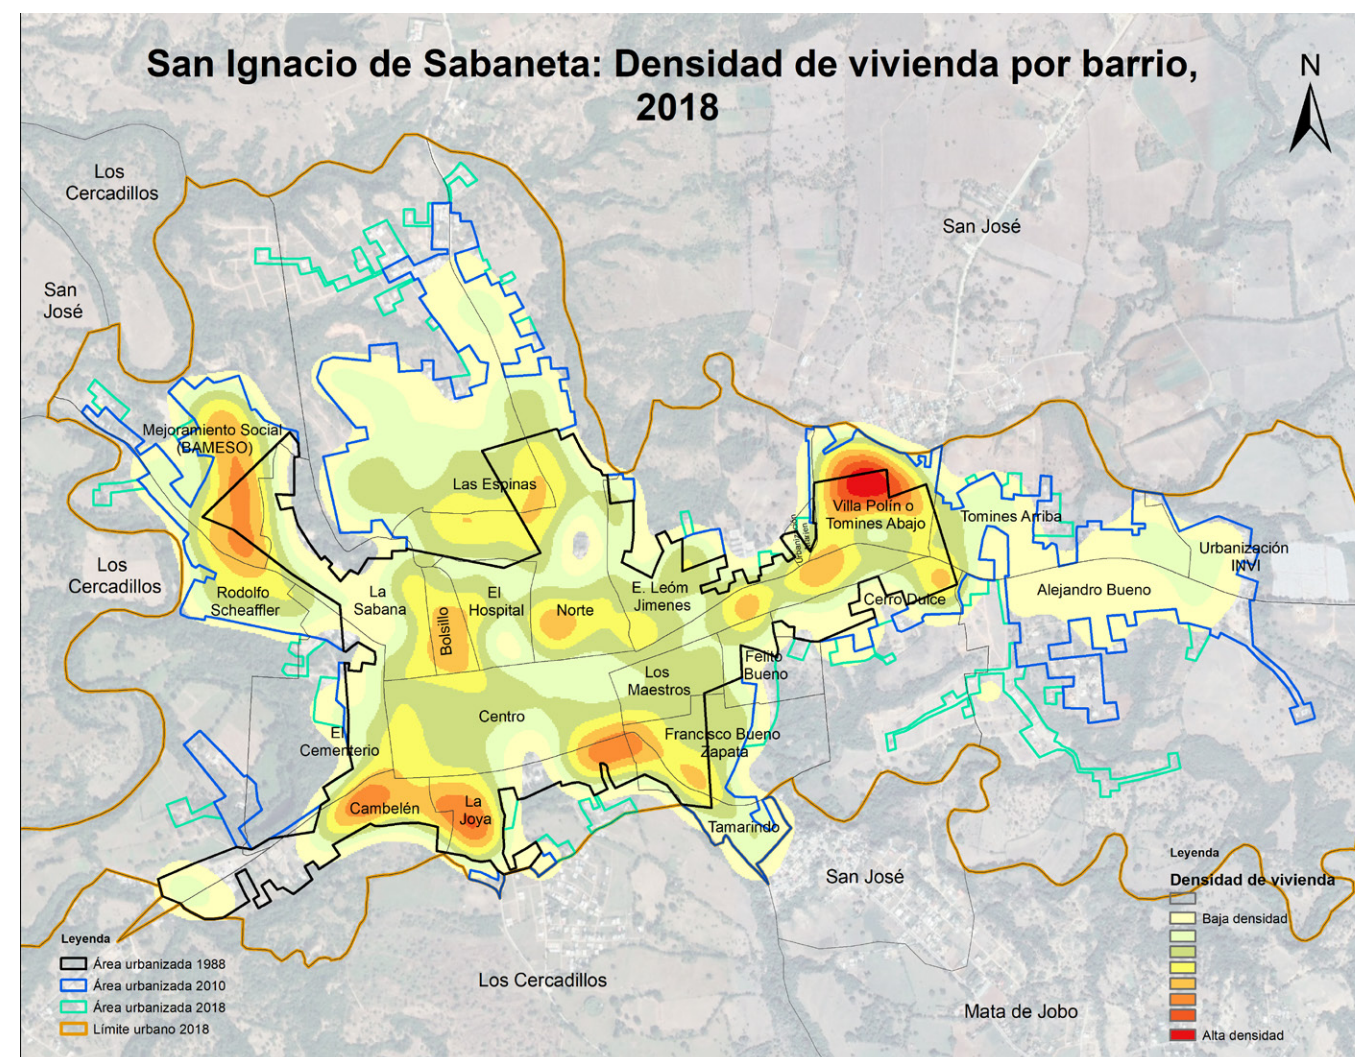 San Ignacio de Sabaneta: Densidad de vivienda por barrio,
2018
N
Los
Cercadillos
San José
San
José
Mejoramiento Social
(BAMESO)
Las Espinas
Villa Polín o
Tomines Abajo
Tomines Arriba
Urbanización
INVI
Los
Cercadillos
Rodolfo
Scheaffler
La
Sabana
El
Hospital
Bolsillo
Norte
E. Leóm
Jimenes
Cerro Dulce
Alejandro Bueno
Felito
Bueno
Los
Maestros
Centro
El
Cementerio
Francisco Bueno
Zapata
Cambelén
La
Joya
Tamarindo
San José
Los Cercadillos
Mata de Jobo
Leyenda
Área urbanizada 1988
Área urbanizada 2010
Área urbanizada 2018
Límite urbano 2018
Leyenda
Densidad de vivienda
Baja densidad
Alta densidad